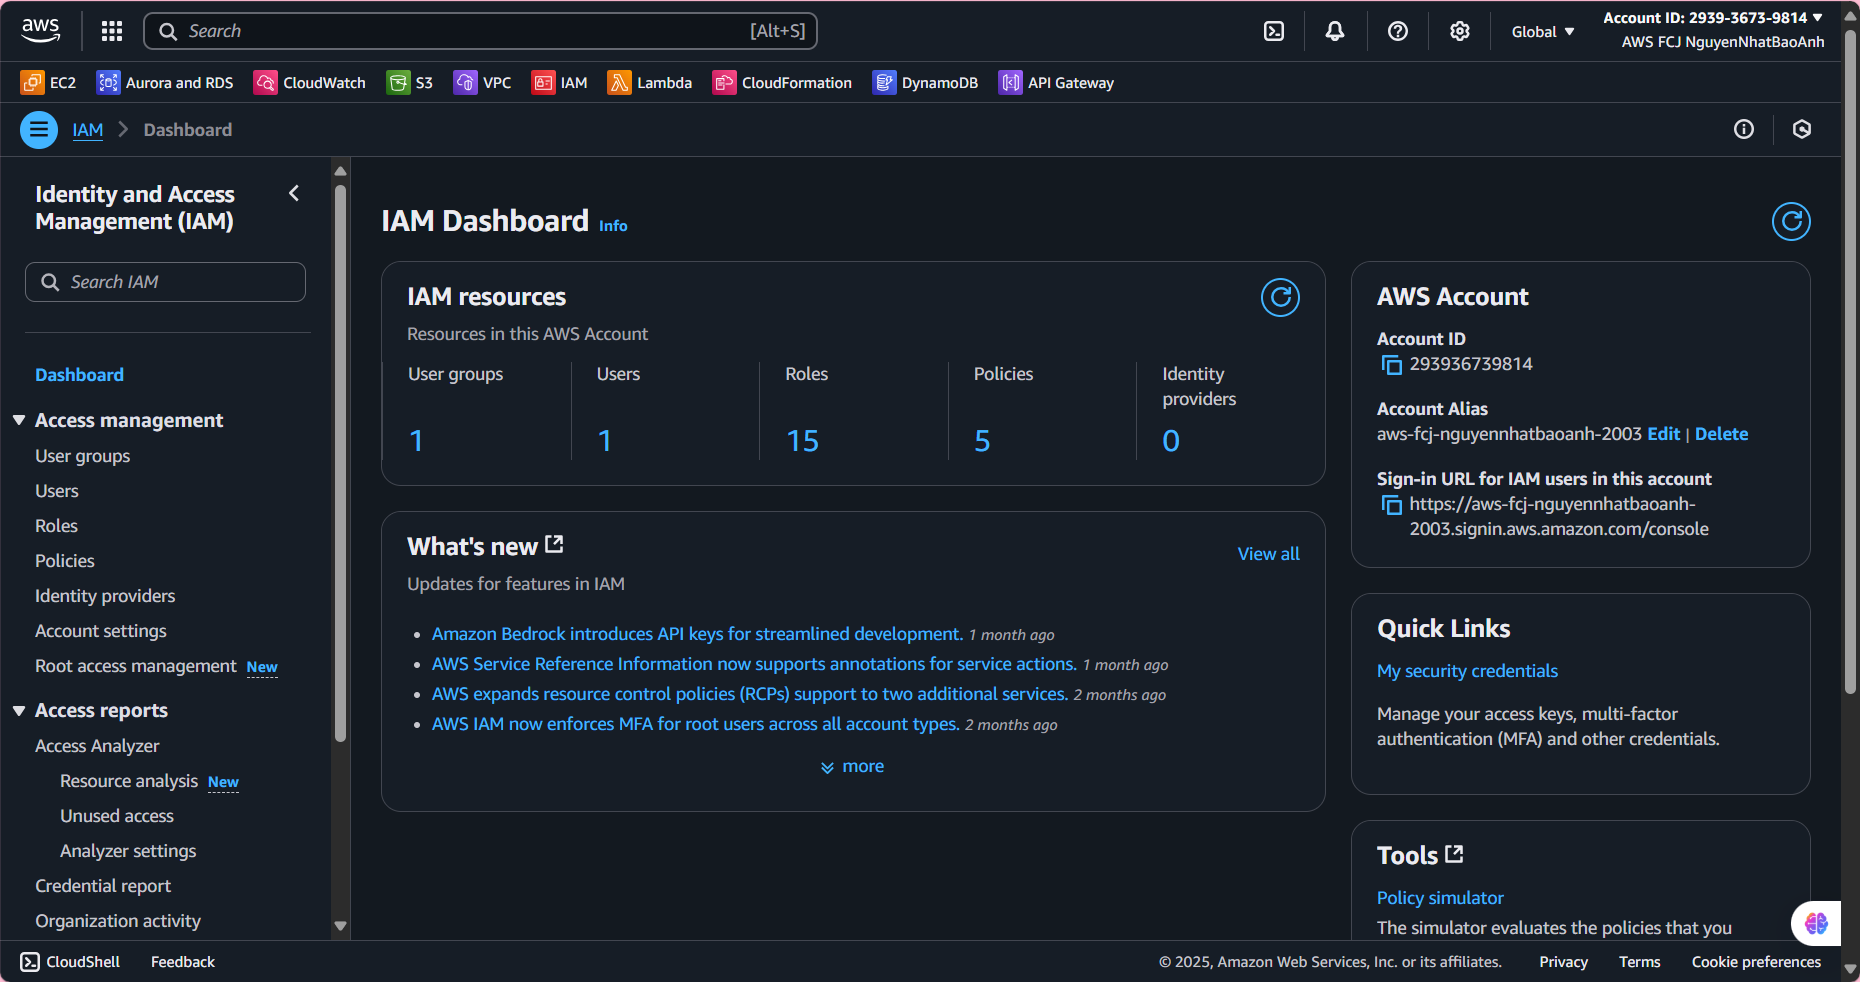 aws
Search
[Alt+S]
Global
Account ID: 2939-3673-9814
AWS FCJ NguyenNhatBaoAnh
EC2
Aurora and RDS
CloudWatch
S3
VPC
IAM
Lambda
CloudFormation
DynamoDB
API Gateway
IAM
Dashboard
Identity and Access
Management (IAM)
Search IAM
Dashboard
Access management
User groups
Users
Roles
Policies
Identity providers
Account settings
Root access management New
Access reports
Access Analyzer
Resource analysis New
Unused access
Analyzer settings
Credential report
Organization activity
IAM Dashboard Info
IAM resources
Resources in this AWS Account
User groups
1
Users
1
Roles
15
Policies
5
Identity
providers
0
What's new
View all
Updates for features in IAM
Amazon Bedrock introduces API keys for streamlined development. 1 month ago
AWS Service Reference Information now supports annotations for service actions. 1 month ago
AWS expands resource control policies (RCPs) support to two additional services. 2 months ago
AWS IAM now enforces MFA for root users across all account types. 2 months ago
more
AWS Account
Account ID
293936739814
Account Alias
aws-fcj-nguyennhatbaoanh-2003 Edit | Delete
Sign-in URL for IAM users in this account
https://aws-fcj-nguyennhatbaoanh-
2003.signin.aws.amazon.com/console
Quick Links
My security credentials
Manage your access keys, multi-factor
authentication (MFA) and other credentials.
Tools
Policy simulator
The simulator evaluates the policies that you
CloudShell
Feedback
© 2025, Amazon Web Services, Inc. or its affiliates.
Privacy
Terms
Cookie preferences